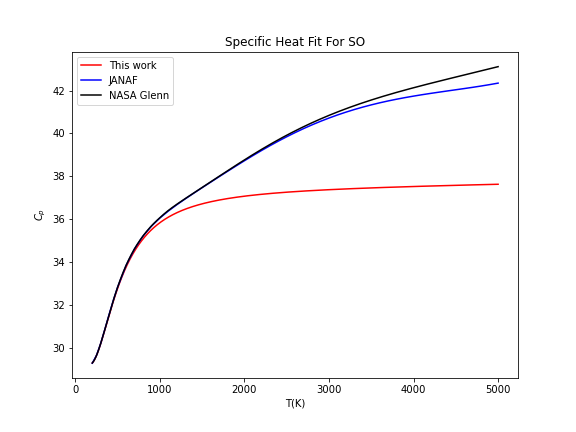 Specific Heat Fit For SO
This work
JANAF
NASA Glenn
42
40
38
36
34
32
30
C_p
0
1000
2000
3000
4000
5000
T(K)